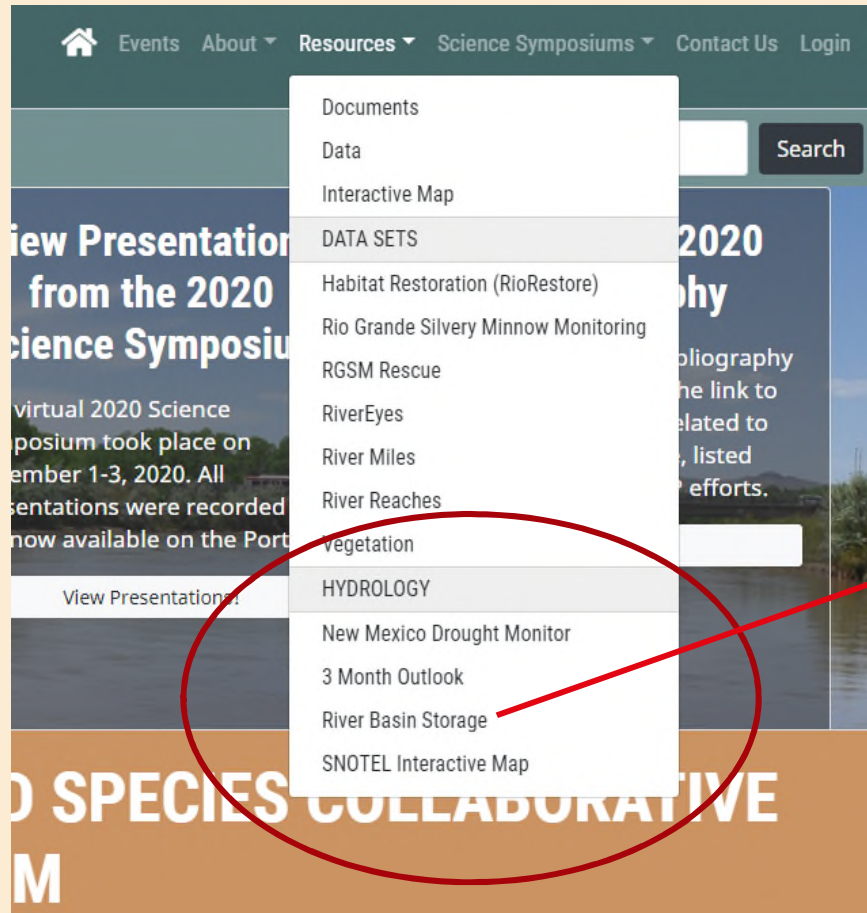 Events About Resources Science Symposiums Contact Us Login
Search
Documents
Data
Interactive Map
DATA SETS
Habitat Restoration (RioRestore)
Rio Grande Silvery Minnow Monitoring
RGSM Rescue
RiverEyes
River Miles
River Reaches
Vegetation
HYDROLOGY
New Mexico Drought Monitor
3 Month Outlook
River Basin Storage
SNOTEL Interactive Map
iew Presentation
from the 2020
cience Symposiu
virtual 2020 Science
posium took place on
ember 1-3, 2020. All
sentations were recorded
now available on the Port
View Presentations!
2020
phy
bliography
he link to
elated to
, listed
efforts.
O SPECIES COLLABORATIVE
M